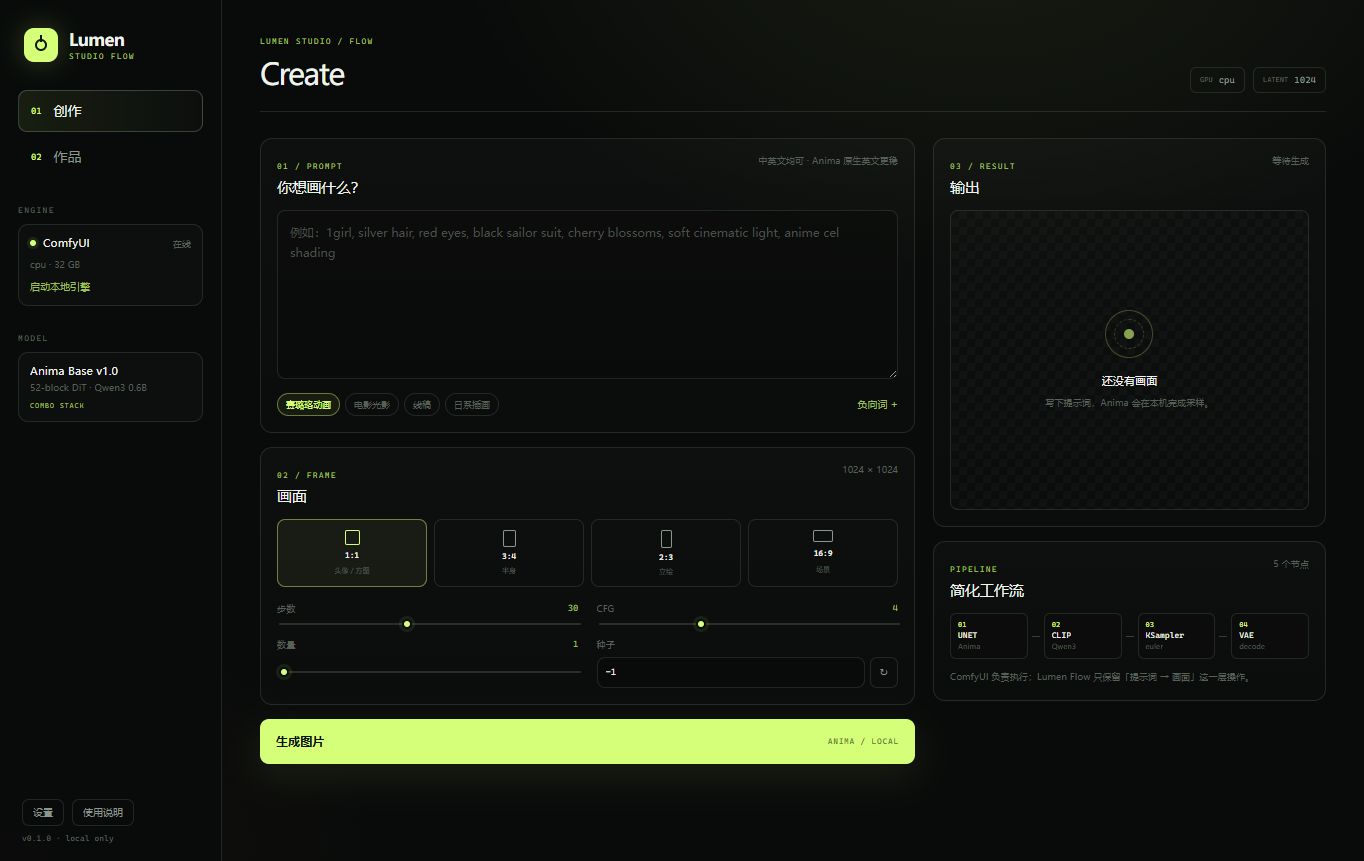 Lumen
STUDIO FLOW
01 创作
02 作品
ENGINE
ComfyUI 在线
cpu · 32 GB
启动本地引擎
MODEL
Anima Base v1.0
52-block DiT · Qwen3 0.6B
COMBO STACK
设置 使用说明
v0.1.0 · local only
LUMEN STUDIO / FLOW
Create
GPU cpu
LATENT 1024
01 / PROMPT
中英文均可 · Anima 原生英文更稳
你想画什么？
例如：1girl, silver hair, red eyes, black sailor suit, cherry blossoms, soft cinematic light, anime cel
shading
赛璐珞动画 电影光影 线稿 日系插画
负向词 +
02 / FRAME
1024 × 1024
画面
1:1
头像 / 方图
3:4
半身
2:3
立绘
16:9
场景
步数 30
CFG 4
数量 1
种子
-1
↻
生成图片
ANIMA / LOCAL
03 / RESULT
等待生成
输出
还没有画面
写下提示词，Anima 会在本机完成采样。
PIPELINE
5 个节点
简化工作流
01
UNET
Anima
02
CLIP
Qwen3
03
KSampler
euler
04
VAE
decode
ComfyUI 负责执行；Lumen Flow 只保留「提示词 → 画面」这一层操作。